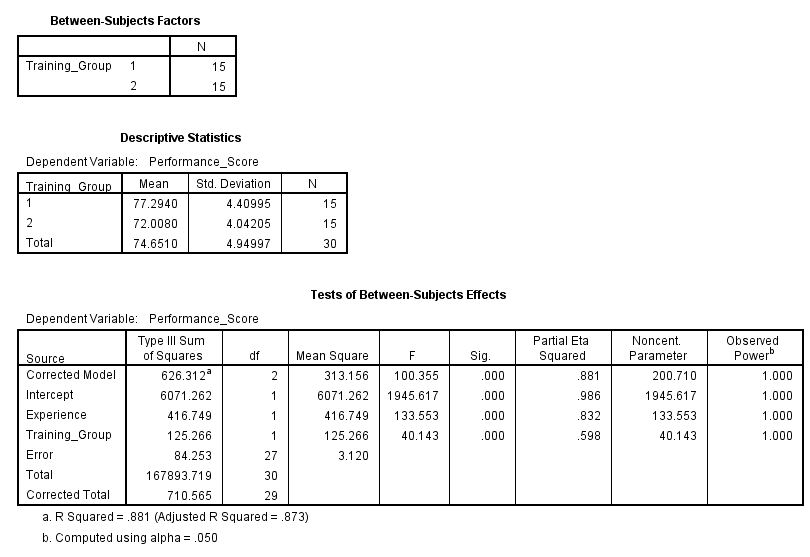 Between-Subjects Factors
N
Training_Group 1 15
2 15
Descriptive Statistics
Dependent Variable: Performance_Score
Training_Group Mean Std. Deviation N
1 77.2940 4.40995 15
2 72.0080 4.04205 15
Total 74.6510 4.94997 30
Tests of Between-Subjects Effects
Dependent Variable: Performance_Score
Type III Sum Partial Eta Noncent. Observed
Source of Squares df Mean Square F Sig. Squared Parameter Power^b
Corrected Model 626.312^a 2 313.156 100.355 .000 .881 200.710 1.000
Intercept 6071.262 1 6071.262 1945.617 .000 .986 1945.617 1.000
Experience 416.749 1 416.749 133.553 .000 .832 133.553 1.000
Training_Group 125.266 1 125.266 40.143 .000 .598 40.143 1.000
Error 84.253 27 3.120
Total 167893.719 30
Corrected Total 710.565 29
a. R Squared = .881 (Adjusted R Squared = .873)
b. Computed using alpha = .050